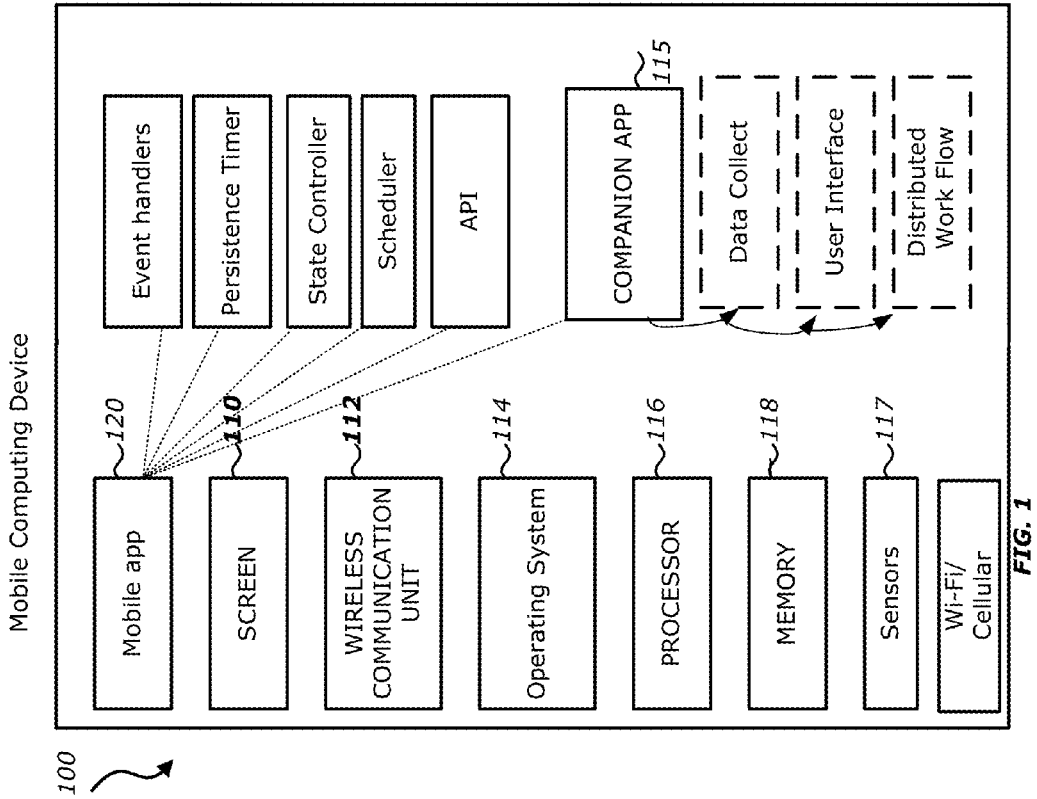 Mobile Computing Device
100
Mobile app
120
SCREEN
110
WIRELESS
COMMUNICATION
UNIT
112
Operating System
114
PROCESSOR
116
MEMORY
118
Sensors
117
Wi-Fi/
Cellular
Event handlers
Persistence Timer
State Controller
Scheduler
API
COMPANION APP
115
Data Collect
User Interface
Distributed
Work Flow
FIG. 1